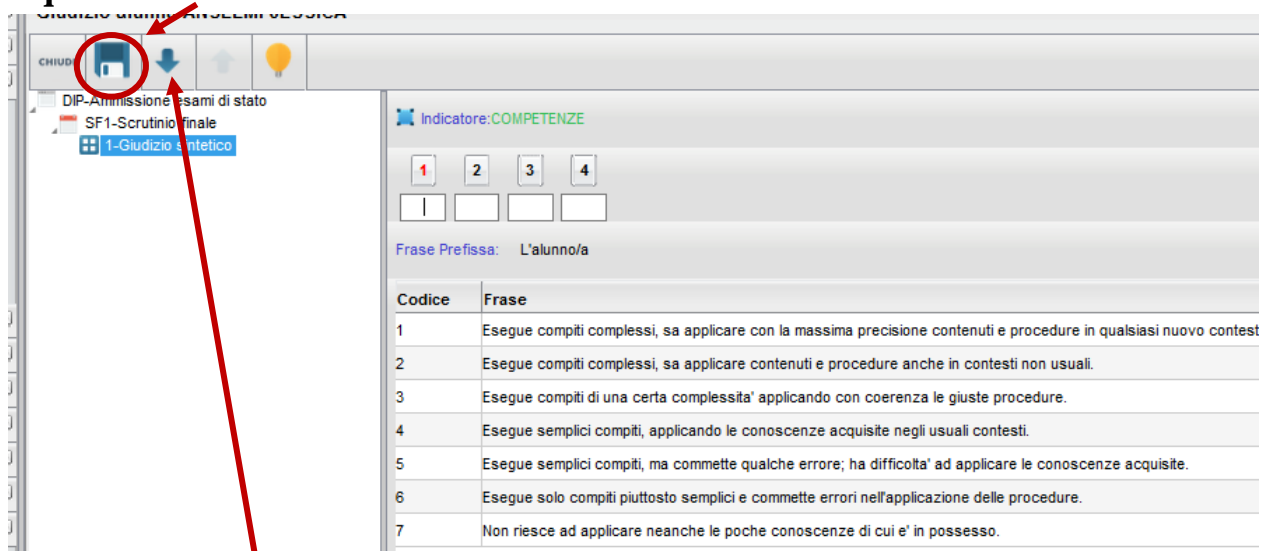 Giudizio alunno ANSELEMI JESSICA
CHIUDI
DIP-Ammissione esami di stato
SF1-Scrutinio finale
1-Giudizio sintetico
Indicatore:COMPETENZE
1 2 3 4
Frase Prefissa: L'alunno/a
Codice Frase
1 Esegue compiti complessi, sa applicare con la massima precisione contenuti e procedure in qualsiasi nuovo contest
2 Esegue compiti complessi, sa applicare contenuti e procedure anche in contesti non usuali.
3 Esegue compiti di una certa complessita' applicando con coerenza le giuste procedure.
4 Esegue semplici compiti, applicando le conoscenze acquisite negli usuali contesti.
5 Esegue semplici compiti, ma commette qualche errore; ha difficolta' ad applicare le conoscenze acquisite.
6 Esegue solo compiti piuttosto semplici e commette errori nell'applicazione delle procedure.
7 Non riesce ad applicare neanche le poche conoscenze di cui e' in possesso.